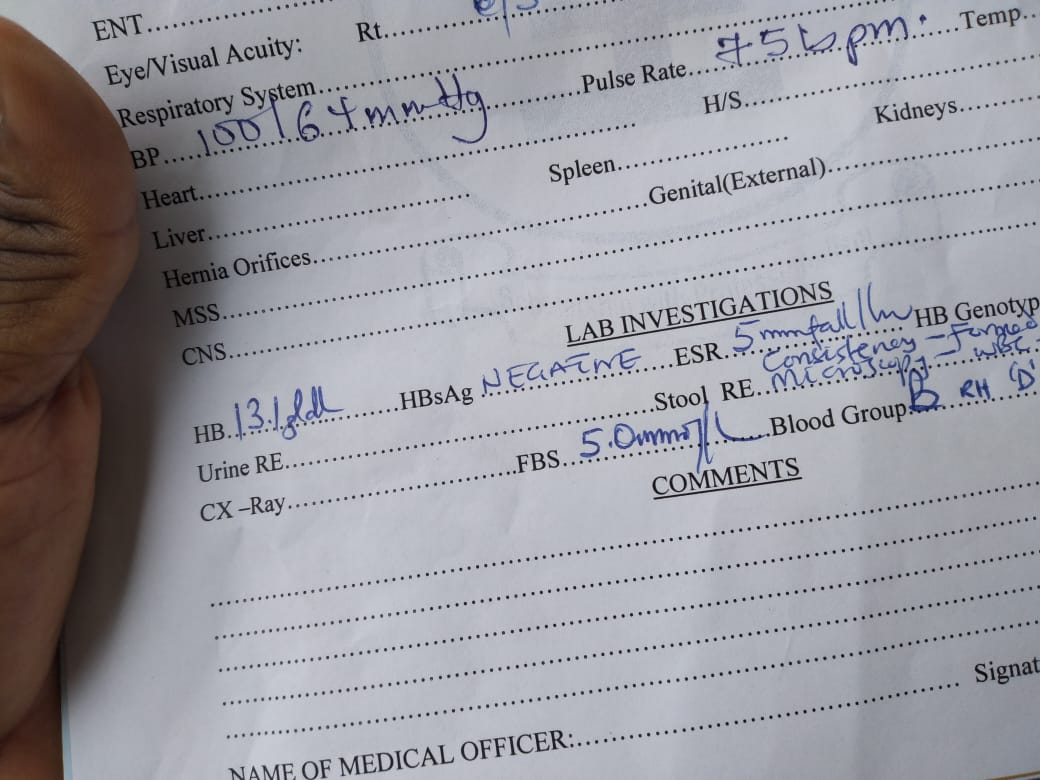 ENT....................
Eye/Visual Acuity: Rt....................
Respiratory System....................
BP.....100/64mmHg....................Pulse Rate....75bpm.......Temp...
Heart....................H/S....................
Liver....................Spleen....................Kidneys....................
Hernia Orifices....................Genital(External)....................
MSS....................
CNS....................
LAB INVESTIGATIONS
HB..13.1g/dl..........HBsAg NEGATIVE....ESR..5mmfall/hr HB Genotyp
Urine RE....................Stool RE...Consistency - Formed
Microscopy - WBC -
CX –Ray....................FBS...5.0mmol/L....Blood Group B RH 'D'
COMMENTS
NAME OF MEDICAL OFFICER:.................... Signat